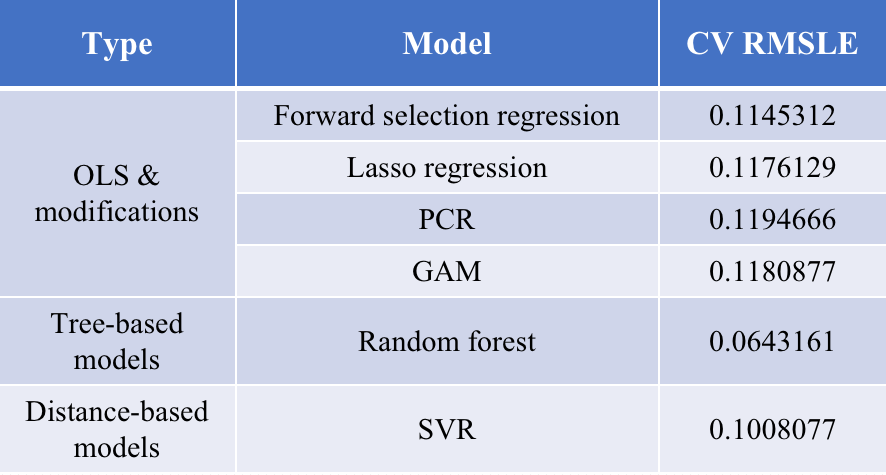 Type Model CV RMSLE
OLS &
modifications
Forward selection regression 0.1145312
Lasso regression 0.1176129
PCR 0.1194666
GAM 0.1180877
Tree-based
models
Random forest 0.0643161
Distance-based
models
SVR 0.1008077